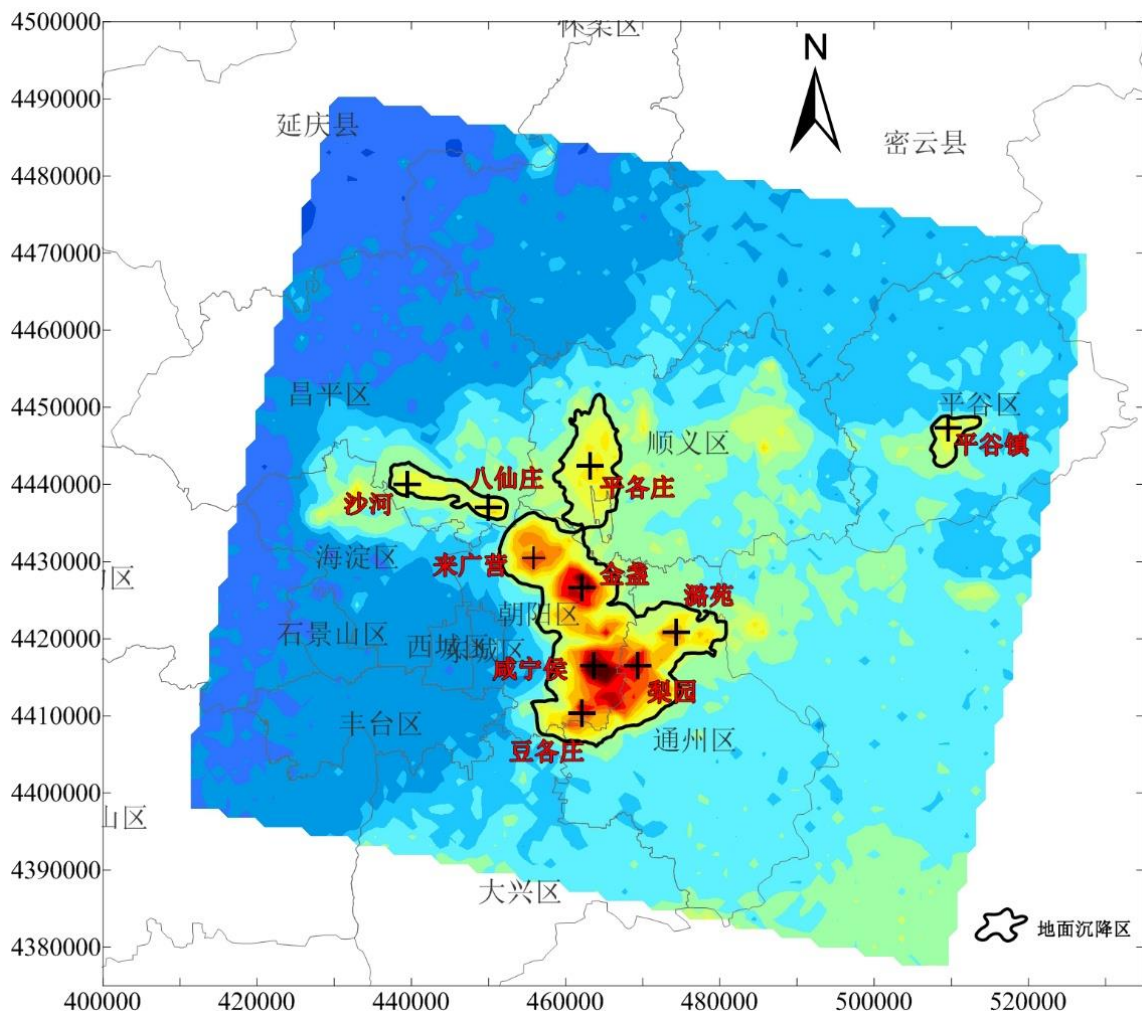 4500000
怀柔区
N
4490000
延庆县
密云县
4480000
4470000
4460000
4450000
昌平区
平谷区
顺义区
平谷镇
4440000
八仙庄
平各庄
沙河
4430000
海淀区
来广营
金盏
区
潞苑
朝阳区
4420000
石景山区
西城区
东城区
咸宁侯
梨园
4410000
丰台区
通州区
豆各庄
4400000
山区
4390000
大兴区
地面沉降区
4380000
400000
420000
440000
460000
480000
500000
520000